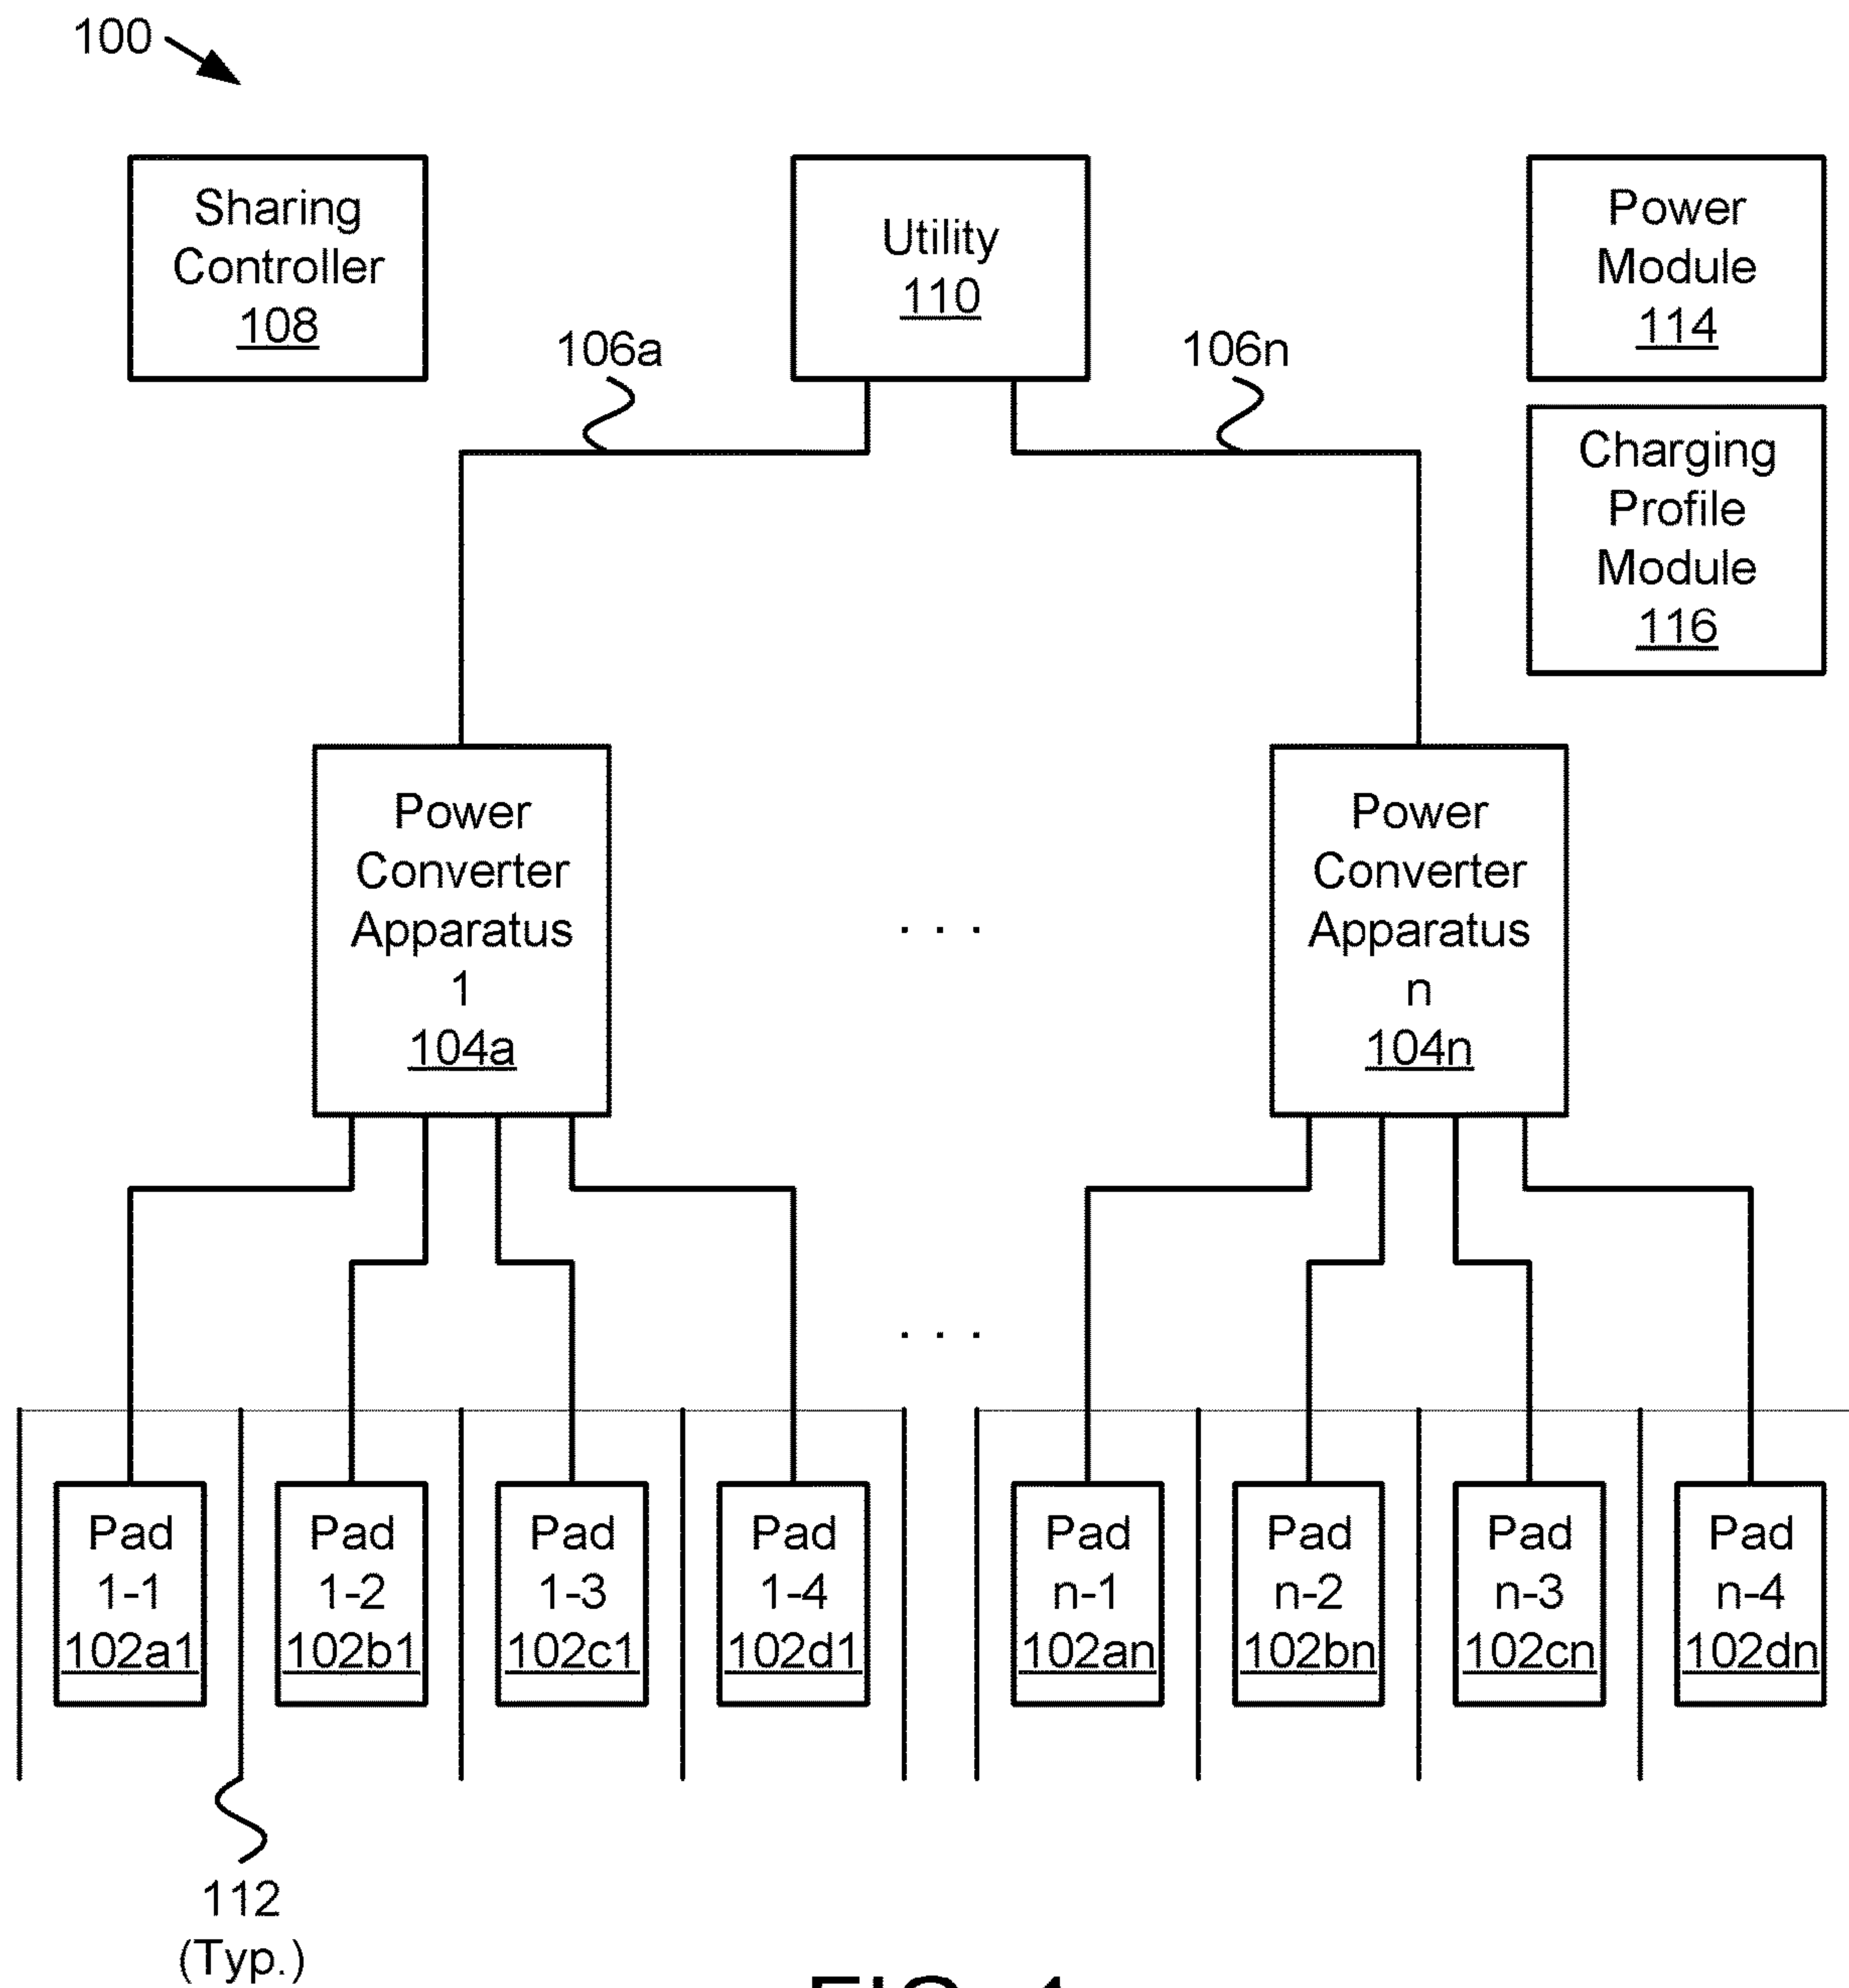 100
Sharing
Controller
108
Utility
110
Power
Module
114
106a
106n
Charging
Profile
Module
116
Power
Converter
Apparatus
1
104a
. . .
Power
Converter
Apparatus
n
104n
. . .
Pad
1-1
102a1
Pad
1-2
102b1
Pad
1-3
102c1
Pad
1-4
102d1
Pad
n-1
102an
Pad
n-2
102bn
Pad
n-3
102cn
Pad
n-4
102dn
112
(Typ.)
FIG. 1